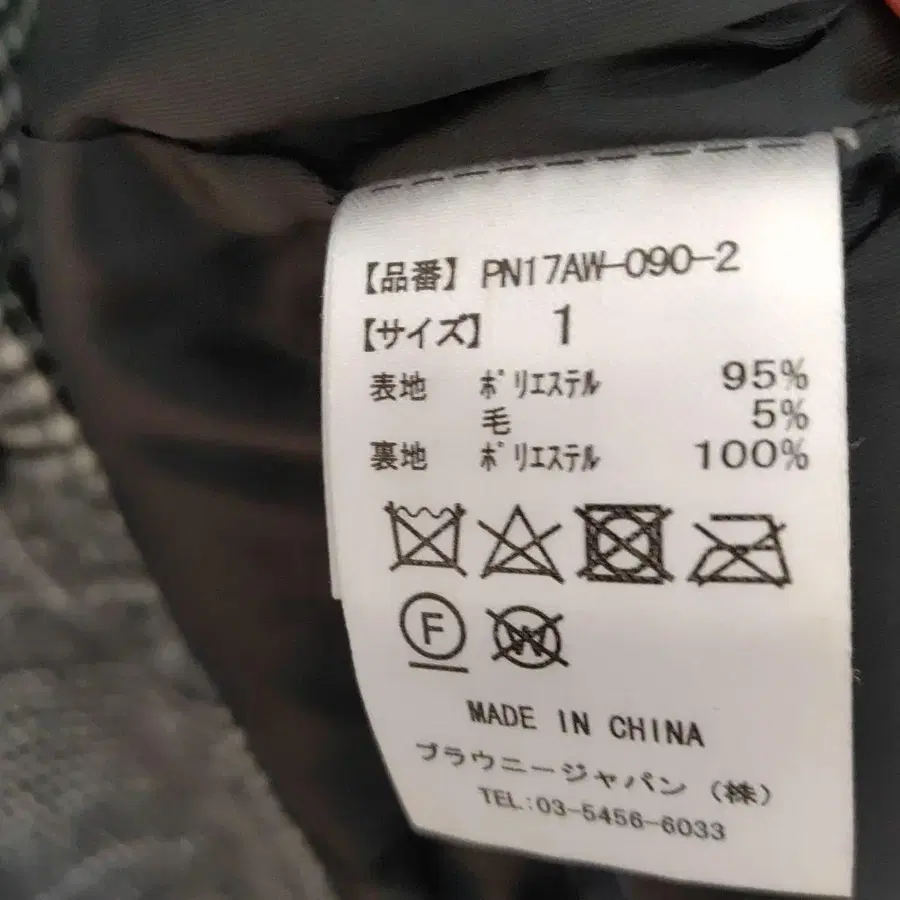 【品番】 PN17AW-090-2
【サイズ】 1
表地 ポリエステル 95%
毛 5%
裏地 ポリエステル 100%
F W
MADE IN CHINA
ブラウニージャパン（株）
TEL:03-5456-6033